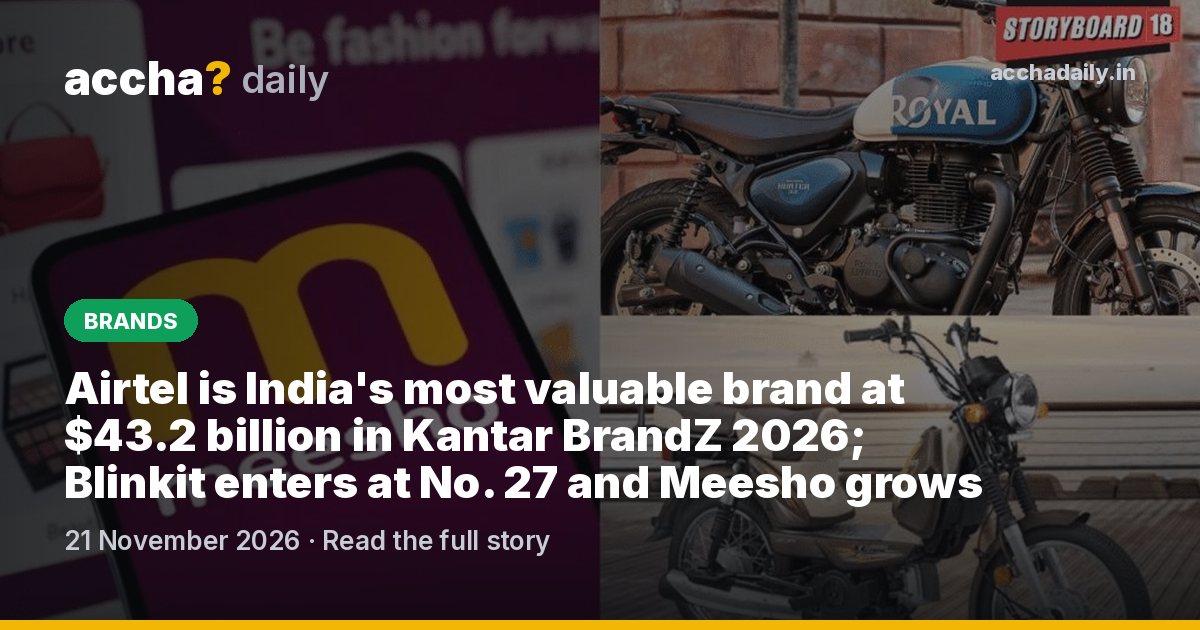 Be fashion forw
STORYBOARD 18
accha? daily
acchadaily.in
ROYAL
HUNTER
BRANDS
meesho
Airtel is India's most valuable brand at
$43.2 billion in Kantar BrandZ 2026;
Blinkit enters at No. 27 and Meesho grows
21 November 2026 · Read the full story